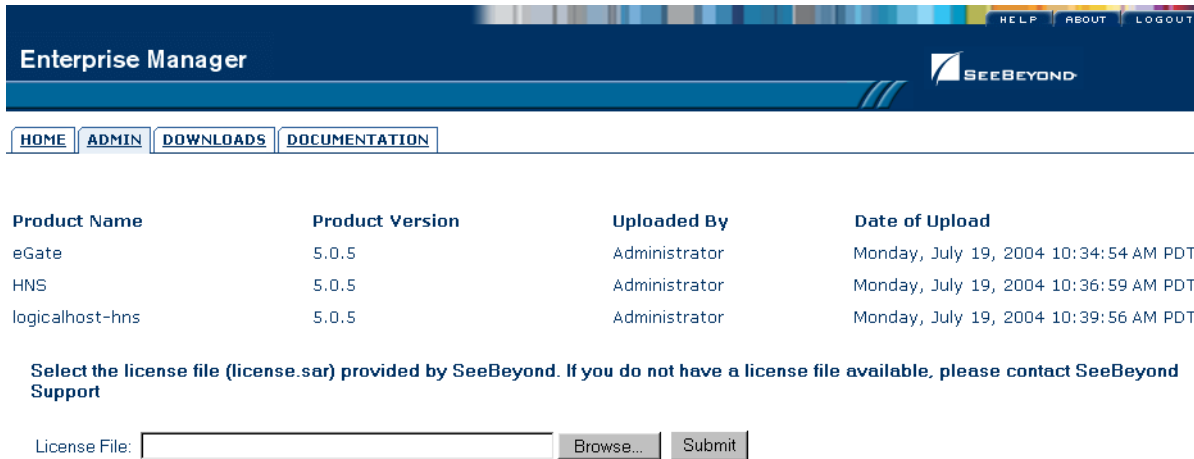 HELP ABOUT LOGOUT
Enterprise Manager
SEEBEYOND
HOME ADMIN DOWNLOADS DOCUMENTATION
Product Name Product Version Uploaded By Date of Upload
eGate 5.0.5 Administrator Monday, July 19, 2004 10:34:54 AM PDT
HNS 5.0.5 Administrator Monday, July 19, 2004 10:36:59 AM PDT
logicalhost-hns 5.0.5 Administrator Monday, July 19, 2004 10:39:56 AM PDT
Select the license file (license.sar) provided by SeeBeyond. If you do not have a license file available, please contact SeeBeyond
Support
License File: Browse... Submit